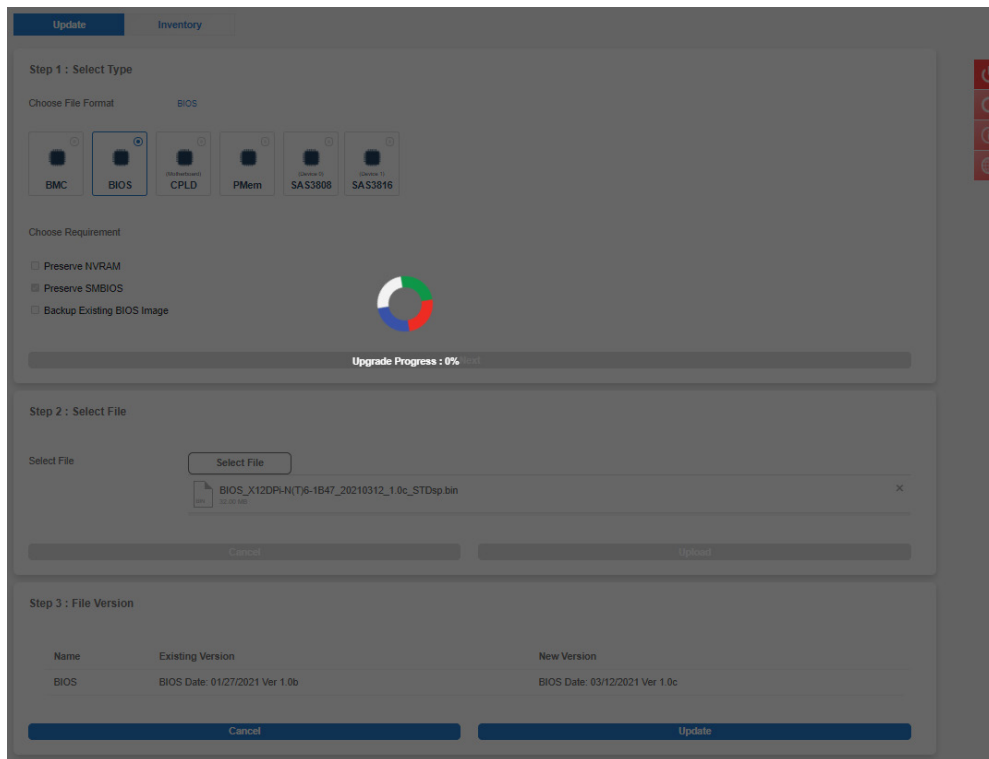 Update Inventory
Step 1 : Select Type
Choose File Format BIOS
(Motherboard) (Device 0) (Device 1)
BMC BIOS CPLD PMem SAS3808 SAS3816
Choose Requirement
Preserve NVRAM
Preserve SMBIOS
Backup Existing BIOS Image
Upgrade Progress : 0% Next
Step 2 : Select File
Select File Select File
BIOS_X12DPi-N(T)6-1B47_20210312_1.0c_STDsp.bin
Cancel Upload
Step 3 : File Version
Name Existing Version New Version
BIOS BIOS Date: 01/27/2021 Ver 1.0b BIOS Date: 03/12/2021 Ver 1.0c
Cancel Update